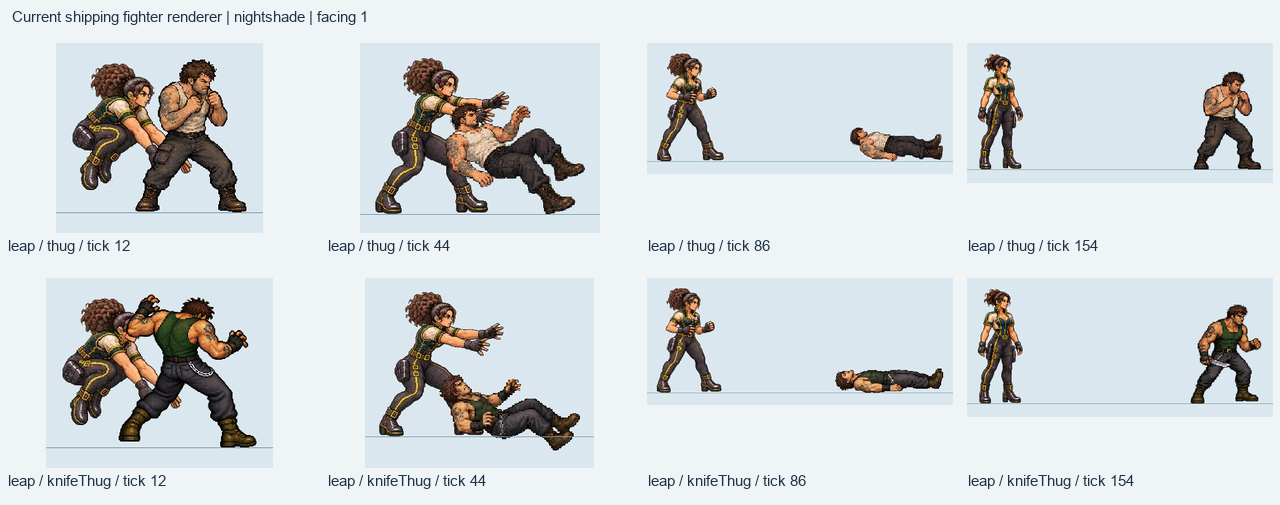 Current shipping fighter renderer | nightshade | facing 1
leap / thug / tick 12
leap / thug / tick 44
leap / thug / tick 86
leap / thug / tick 154
leap / knifeThug / tick 12
leap / knifeThug / tick 44
leap / knifeThug / tick 86
leap / knifeThug / tick 154